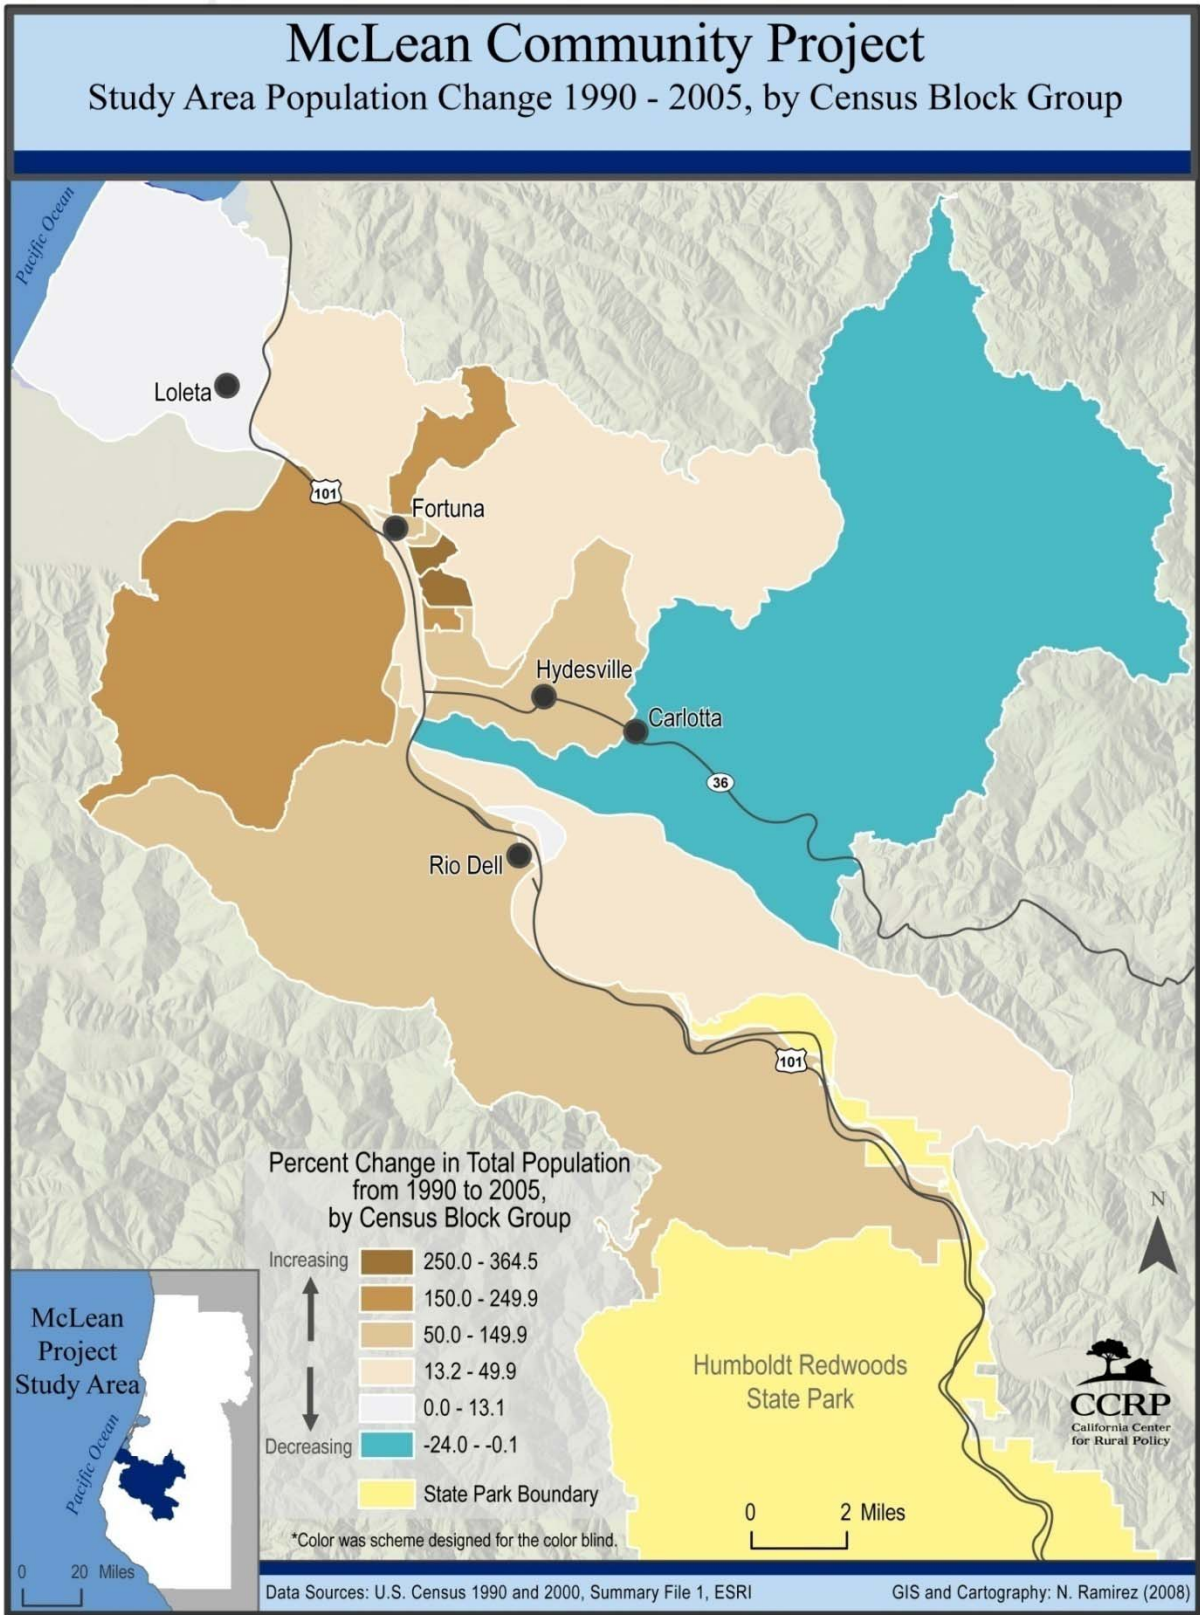 McLean Community Project
Study Area Population Change 1990 - 2005, by Census Block Group
Pacific Ocean
Loleta
101
Fortuna
Hydesville
Carlotta
36
Rio Dell
101
Percent Change in Total Population
from 1990 to 2005,
by Census Block Group
Increasing
250.0 - 364.5
150.0 - 249.9
50.0 - 149.9
13.2 - 49.9
0.0 - 13.1
Decreasing
-24.0 - -0.1
State Park Boundary
*Color was scheme designed for the color blind.
N
Humboldt Redwoods
State Park
CCRP
California Center
for Rural Policy
0 2 Miles
McLean
Project
Study Area
Pacific Ocean
0 20 Miles
Data Sources: U.S. Census 1990 and 2000, Summary File 1, ESRI
GIS and Cartography: N. Ramirez (2008)